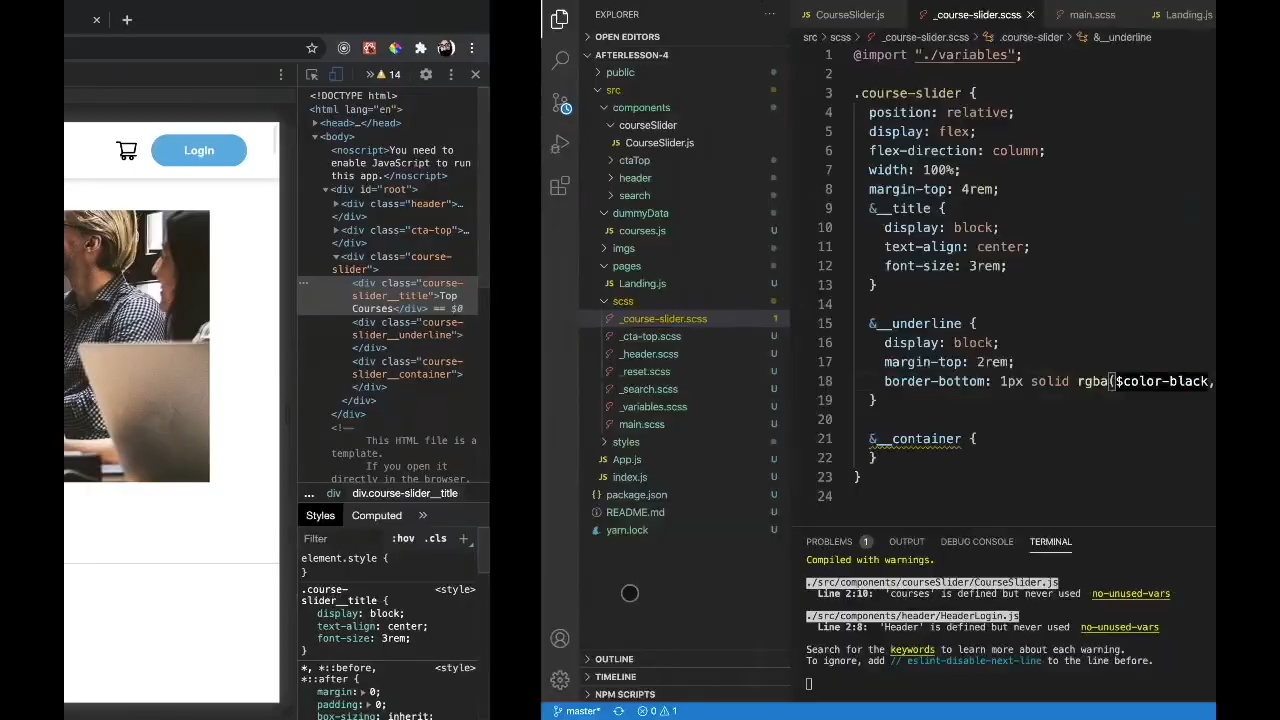 14
Login
<!DOCTYPE html>
<html lang="en">
<head>…</head>
<body>
<noscript>You need to
enable JavaScript to run
this app.</noscript>
<div id="root">
<div class="header">…
</div>
<div class="cta-top">…
</div>
<div class="course-
slider">
<div class="course-
slider__title">Top
Courses</div> == $0
<div class="course-
slider__underline">
</div>
<div class="course-
slider__container">
</div>
</div>
</div>
<!--
This HTML file is a
template.
If you open it
directly in the browser.
... div div.course-slider__title
Styles Computed
Filter :hov .cls +
element.style {
}
.course- <style>
slider__title {
display: block;
text-align: center;
font-size: 3rem;
}
*, *::before, <style>
*::after {
margin: 0;
padding: 0;
box-sizing: inherit;
EXPLORER
OPEN EDITORS
AFTERLESSON-4
public
src
components
courseSlider
CourseSlider.js
ctaTop
header
search
dummyData
courses.js U
imgs
pages
Landing.js U
scss
_course-slider.scss 1
_cta-top.scss U
_header.scss U
_reset.scss U
_search.scss U
_variables.scss U
main.scss U
styles
App.js U
index.js U
package.json U
README.md U
yarn.lock U
OUTLINE
TIMELINE
NPM SCRIPTS
master* 0 1
CourseSlider.js _course-slider.scss main.scss Landing.js
src > scss > _course-slider.scss > .course-slider > &__underline
1 @import "./variables";
2
3 .course-slider {
4 position: relative;
5 display: flex;
6 flex-direction: column;
7 width: 100%;
8 margin-top: 4rem;
9 &__title {
10 display: block;
11 text-align: center;
12 font-size: 3rem;
13 }
14
15 &__underline {
16 display: block;
17 margin-top: 2rem;
18 border-bottom: 1px solid rgba($color-black,
19 }
20
21 &__container {
22 }
23 }
24
PROBLEMS 1 OUTPUT DEBUG CONSOLE TERMINAL
Compiled with warnings.
./src/components/courseSlider/CourseSlider.js
Line 2:10: 'courses' is defined but never used no-unused-vars
./src/components/header/HeaderLogin.js
Line 2:8: 'Header' is defined but never used no-unused-vars
Search for the keywords to learn more about each warning.
To ignore, add // eslint-disable-next-line to the line before.